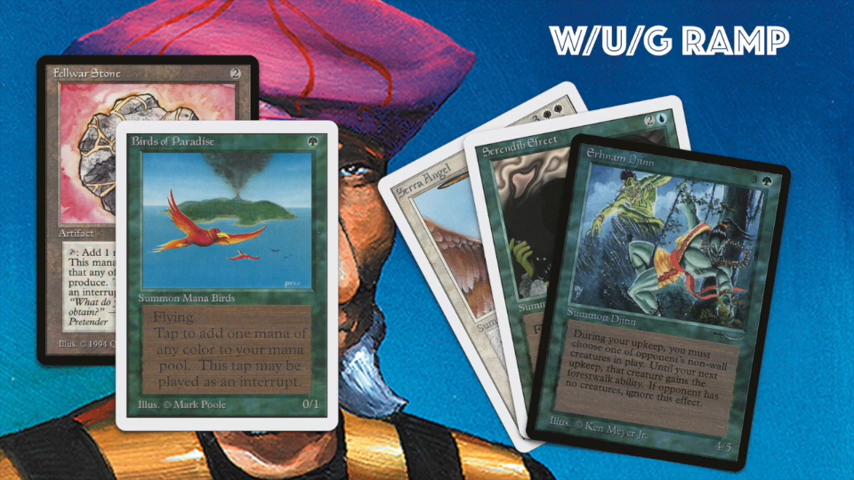 W/U/G RAMP
Fellwar Stone 2
Artifact
: Add 1
This mana
that any of
produce.
an interrup
"What do
obtain?" —
Pretender
Illus. © 1994
Birds of Paradise
Summon Mana Birds
Flying
Tap to add one mana of
any color to your mana
pool. This tap may be
played as an interrupt.
Illus. © Mark Poole 0/1
Serra Angel 3
Serendib Efreet 2
Erhnam Djinn 3
Summon Djinn
During your upkeep, you must
choose one of opponent's non-wall
creatures in play. Until your next
upkeep, that creature gains the
forestwalk ability. If opponent has
no creatures, ignore this effect.
Illus. © Ken Meyer Jr.
4/5